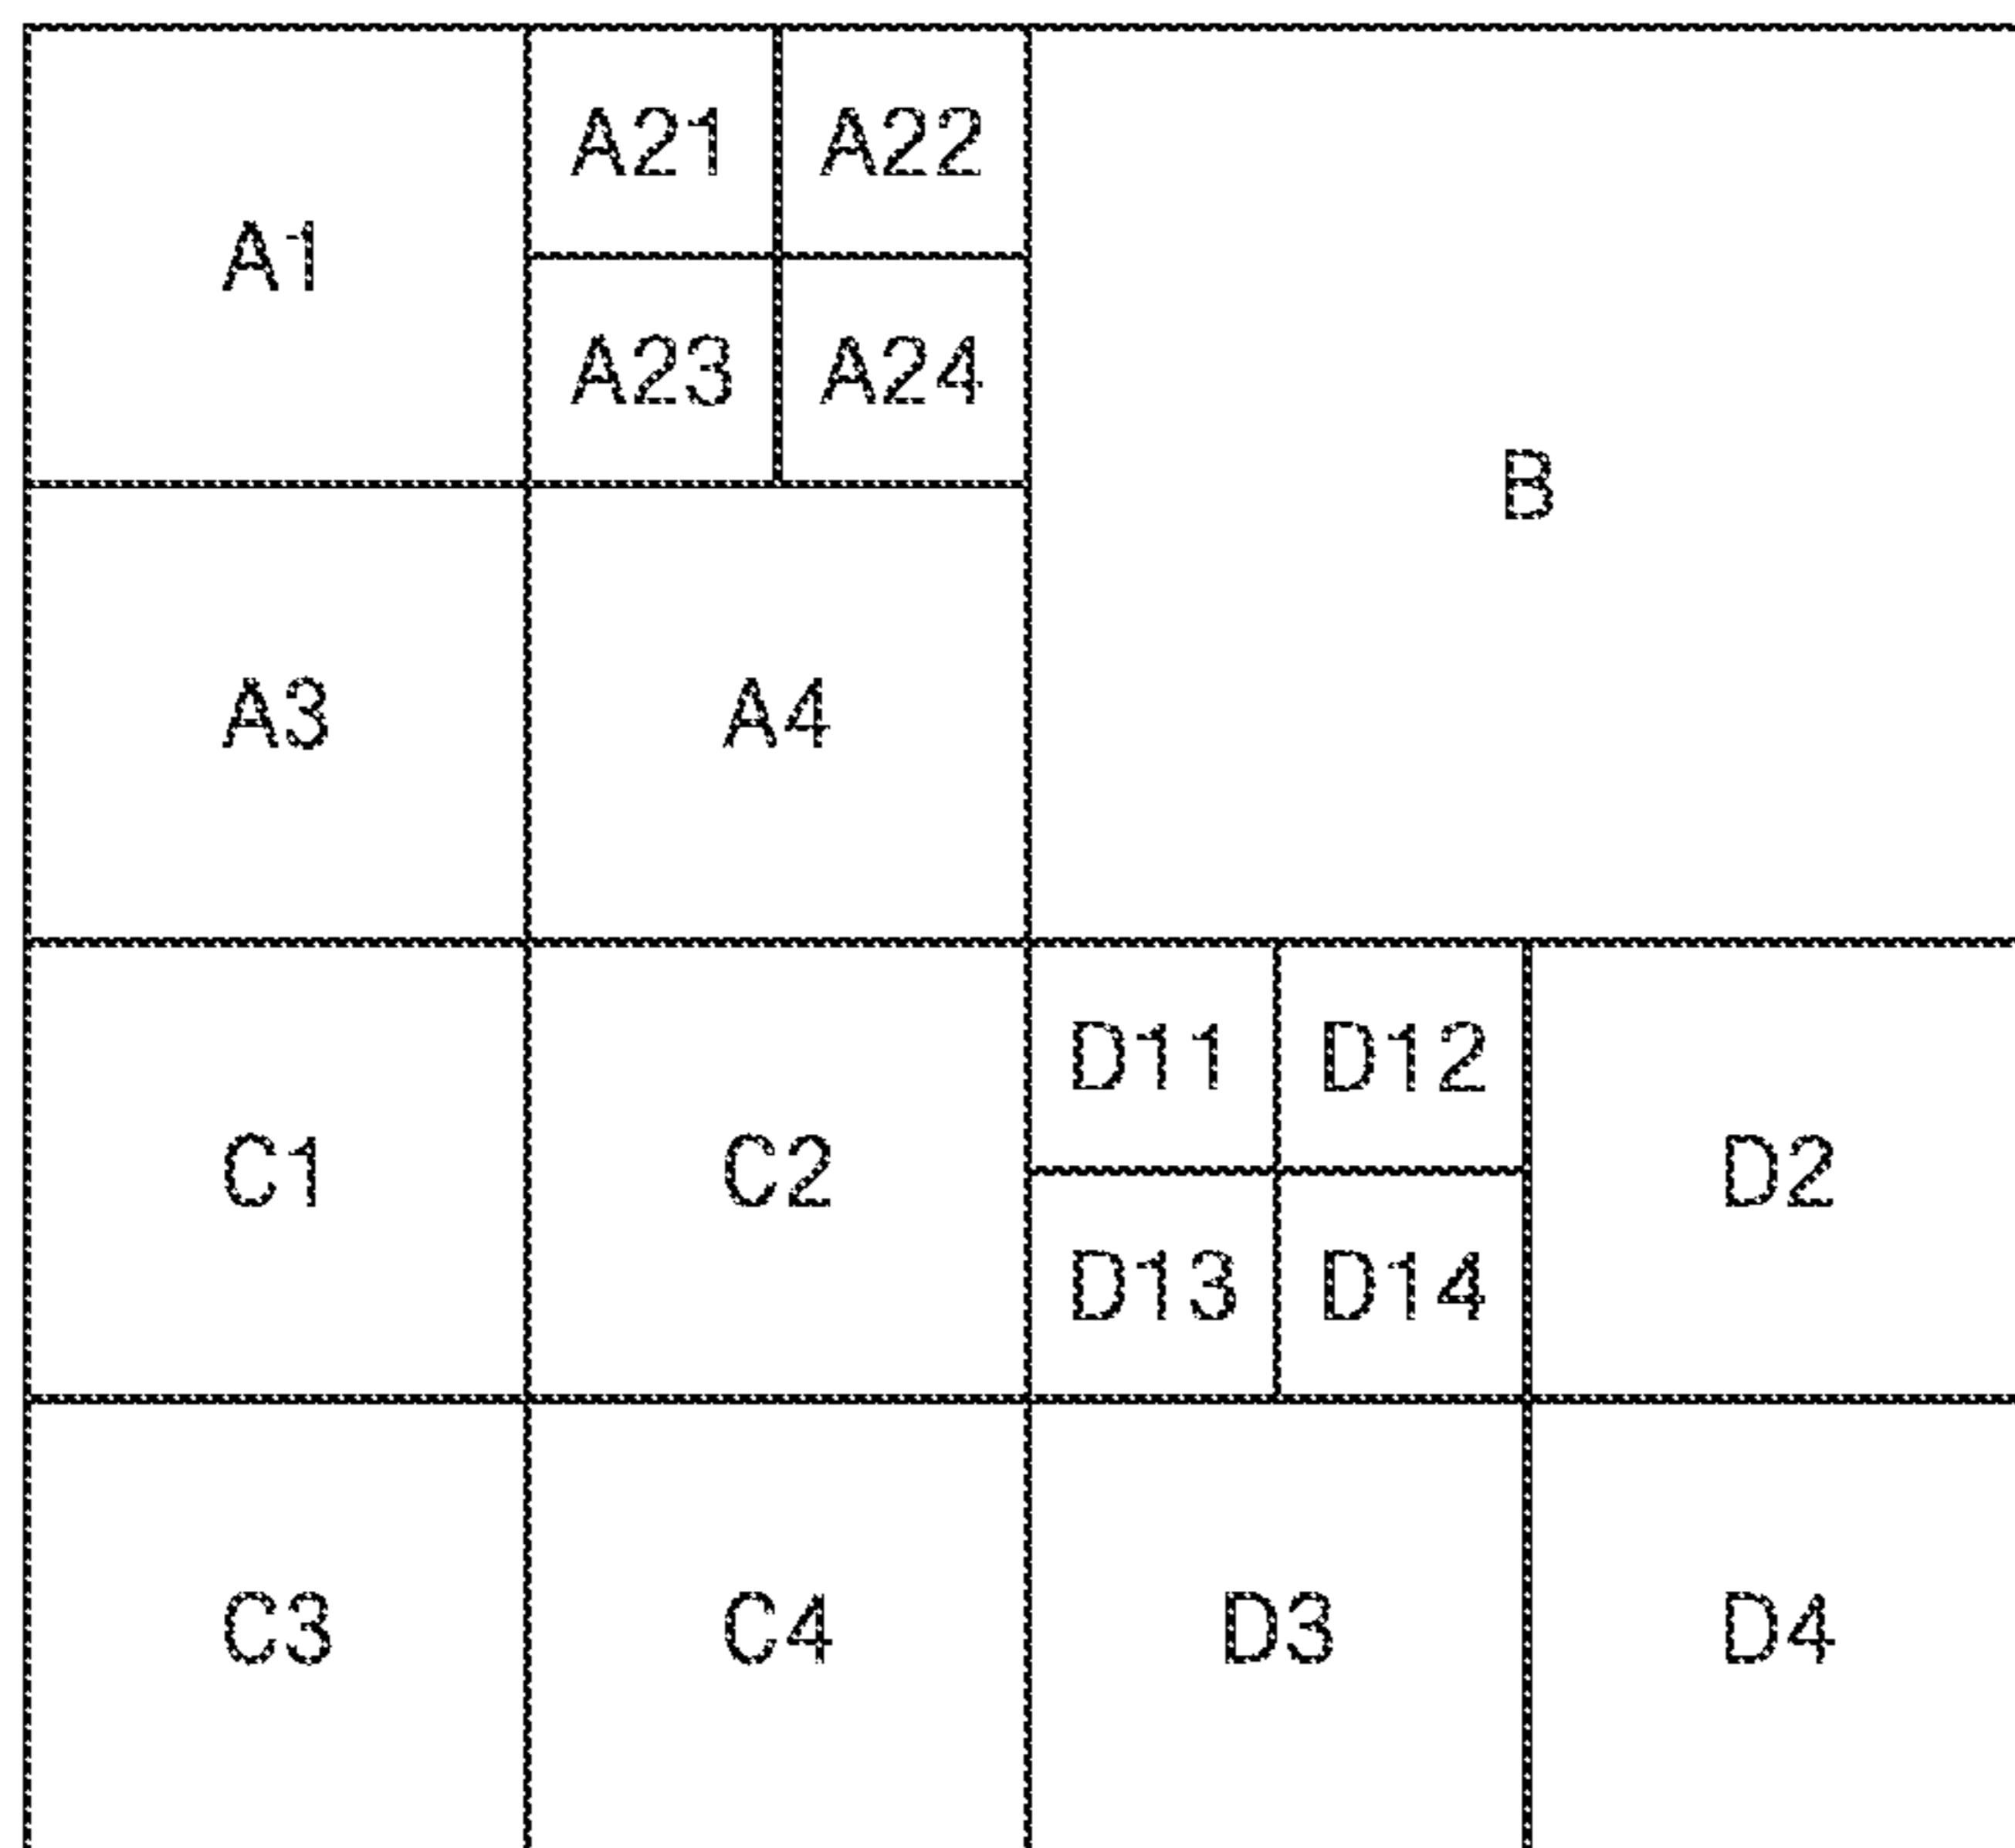 A21 A22
A1
A23 A24
B
A3 A4
D11 D12
C1 C2 D2
D13 D14
C3 C4 D3 D4